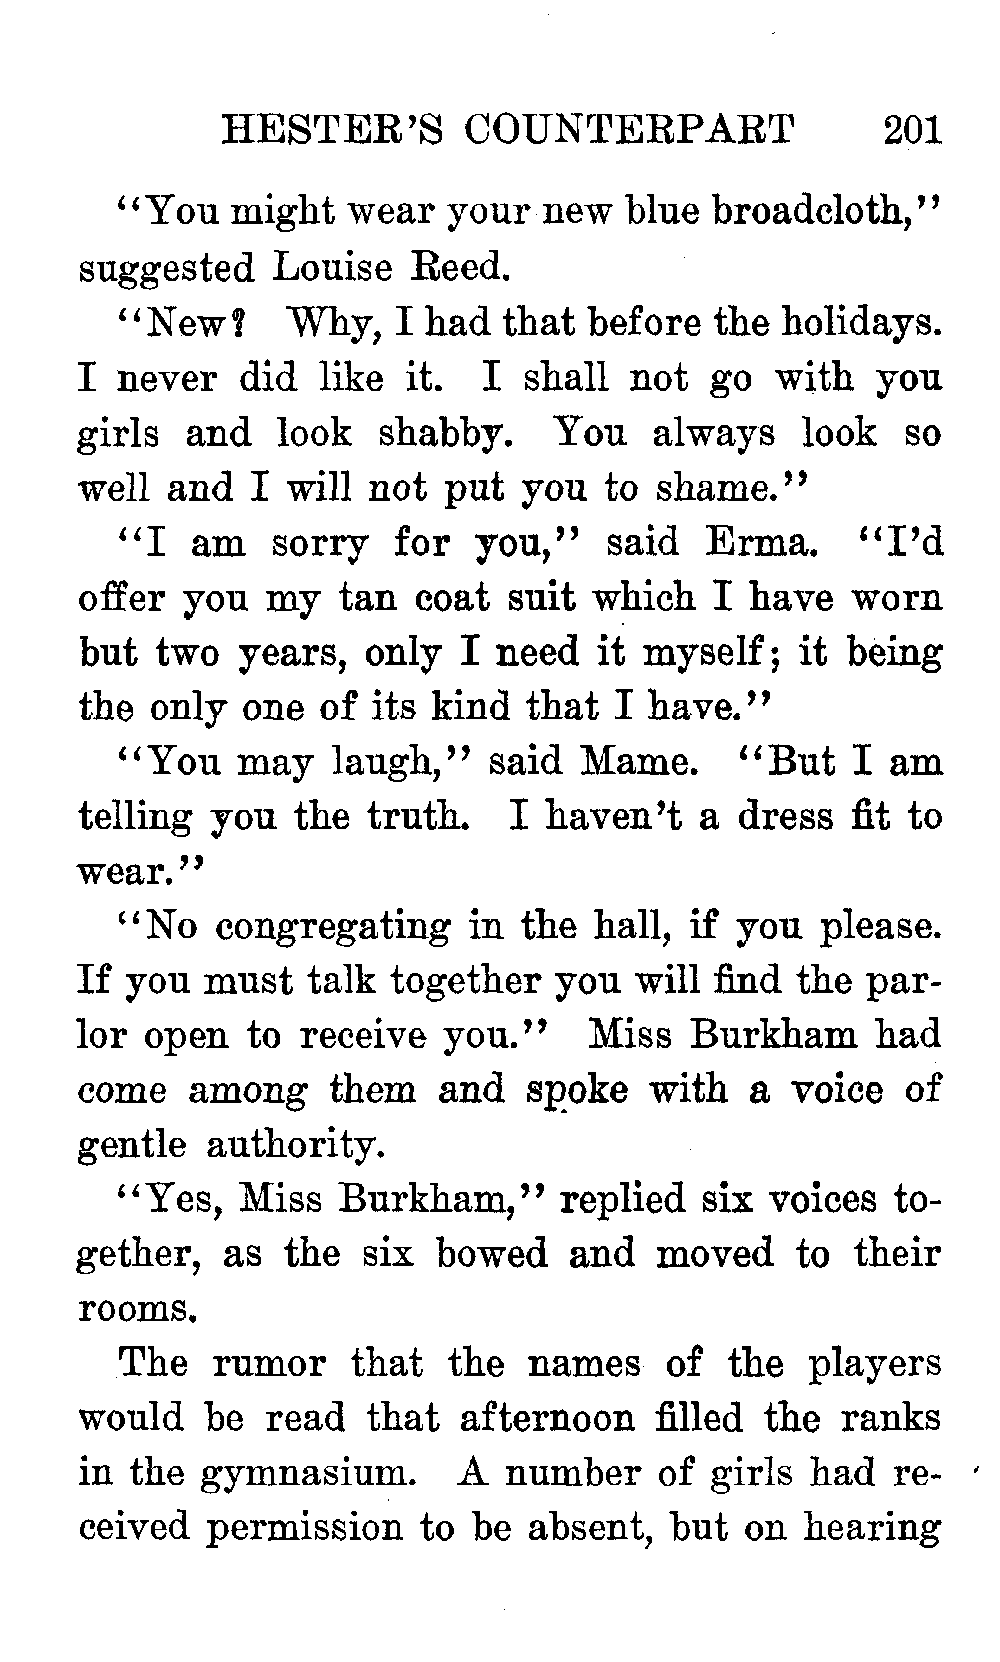 HESTER'S COUNTERPART 201
"You might wear your new blue broadcloth,"
suggested Louise Reed.
"New? Why, I had that before the holidays.
I never did like it. I shall not go with you
girls and look shabby. You always look so
well and I will not put you to shame."
"I am sorry for you," said Erma. "I'd
offer you my tan coat suit which I have worn
but two years, only I need it myself; it being
the only one of its kind that I have."
"You may laugh," said Mame. "But I am
telling you the truth. I haven't a dress fit to
wear."
"No congregating in the hall, if you please.
If you must talk together you will find the par-
lor open to receive you." Miss Burkham had
come among them and spoke with a voice of
gentle authority.
"Yes, Miss Burkham," replied six voices to-
gether, as the six bowed and moved to their
rooms.
The rumor that the names of the players
would be read that afternoon filled the ranks
in the gymnasium. A number of girls had re-
ceived permission to be absent, but on hearing